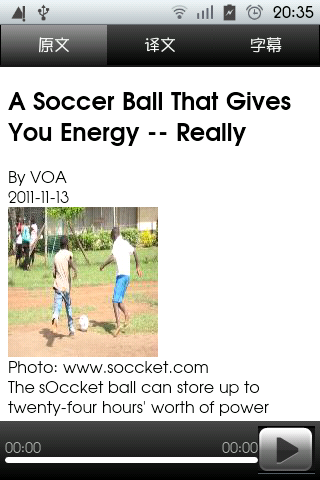 20:35
原文 译文 字幕
A Soccer Ball That Gives
You Energy -- Really
By VOA
2011-11-13
Photo: www.soccket.com
The sOccket ball can store up to
twenty-four hours' worth of power
00:00 00:00